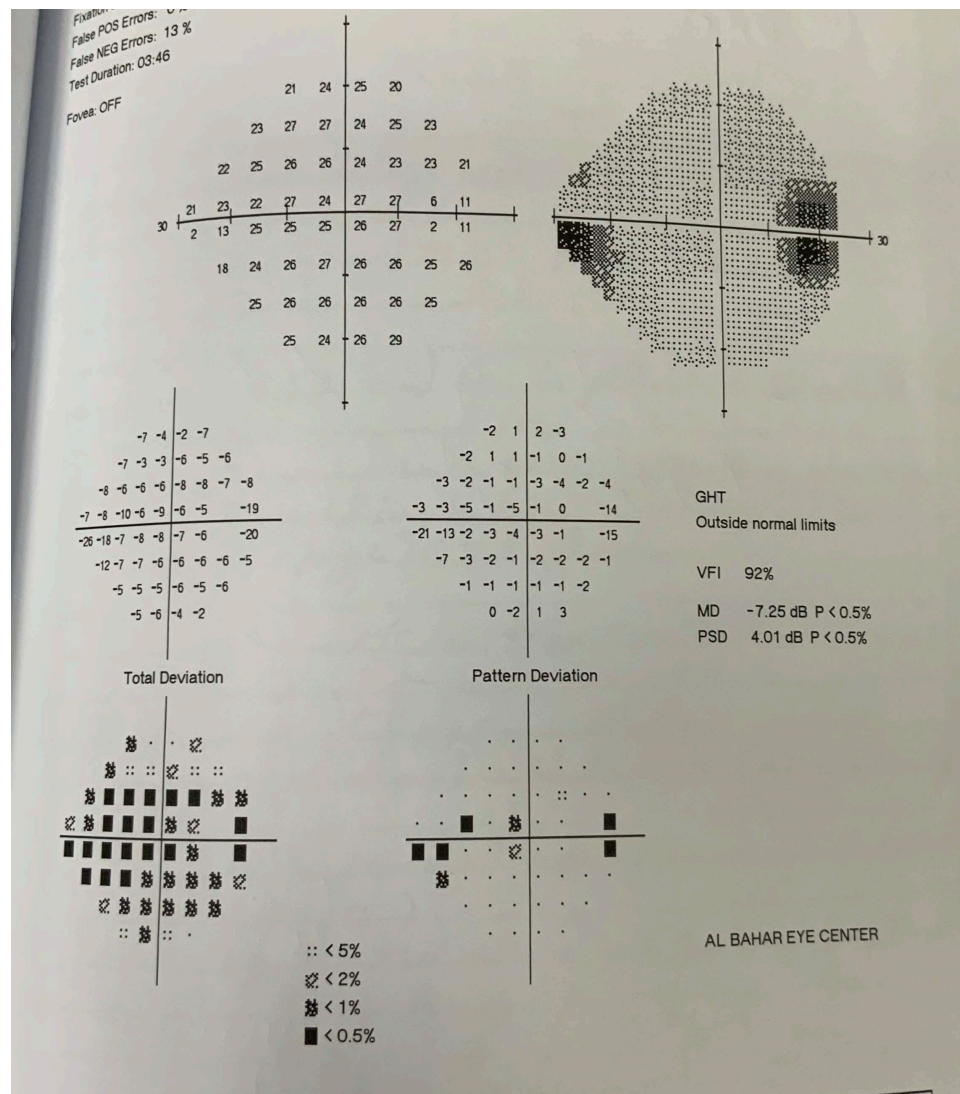 False POS Errors: 0 %
False NEG Errors: 13 %
Test Duration: 03:46
Fovea: OFF
21 24 25 20
23 27 27 24 25 23
22 25 26 26 24 23 23 21
21 23 22 27 24 27 27 6 11
30 30
2 13 25 25 25 26 27 2 11
18 24 26 27 26 26 25 26
25 26 26 26 26 25
25 24 26 29
-7 -4 -2 -7
-7 -3 -3 -6 -5 -6
-8 -6 -6 -6 -8 -8 -7 -8
-7 -8 -10 -6 -9 -6 -5 -19
-26 -18 -7 -8 -8 -7 -6 -20
-12 -7 -7 -6 -6 -6 -6 -5
-5 -5 -5 -6 -5 -6
-5 -6 -4 -2
Total Deviation
-2 1 2 -3
-2 1 1 -1 0 -1
-3 -2 -1 -1 -3 -4 -2 -4
-3 -3 -5 -1 -5 -1 0 -14
-21 -13 -2 -3 -4 -3 -1 -15
-7 -3 -2 -1 -2 -2 -2 -1
-1 -1 -1 -1 -1 -2
0 -2 1 3
Pattern Deviation
GHT
Outside normal limits
VFI 92%
MD -7.25 dB P < 0.5%
PSD 4.01 dB P < 0.5%
< 5%
< 2%
< 1%
< 0.5%
AL BAHAR EYE CENTER